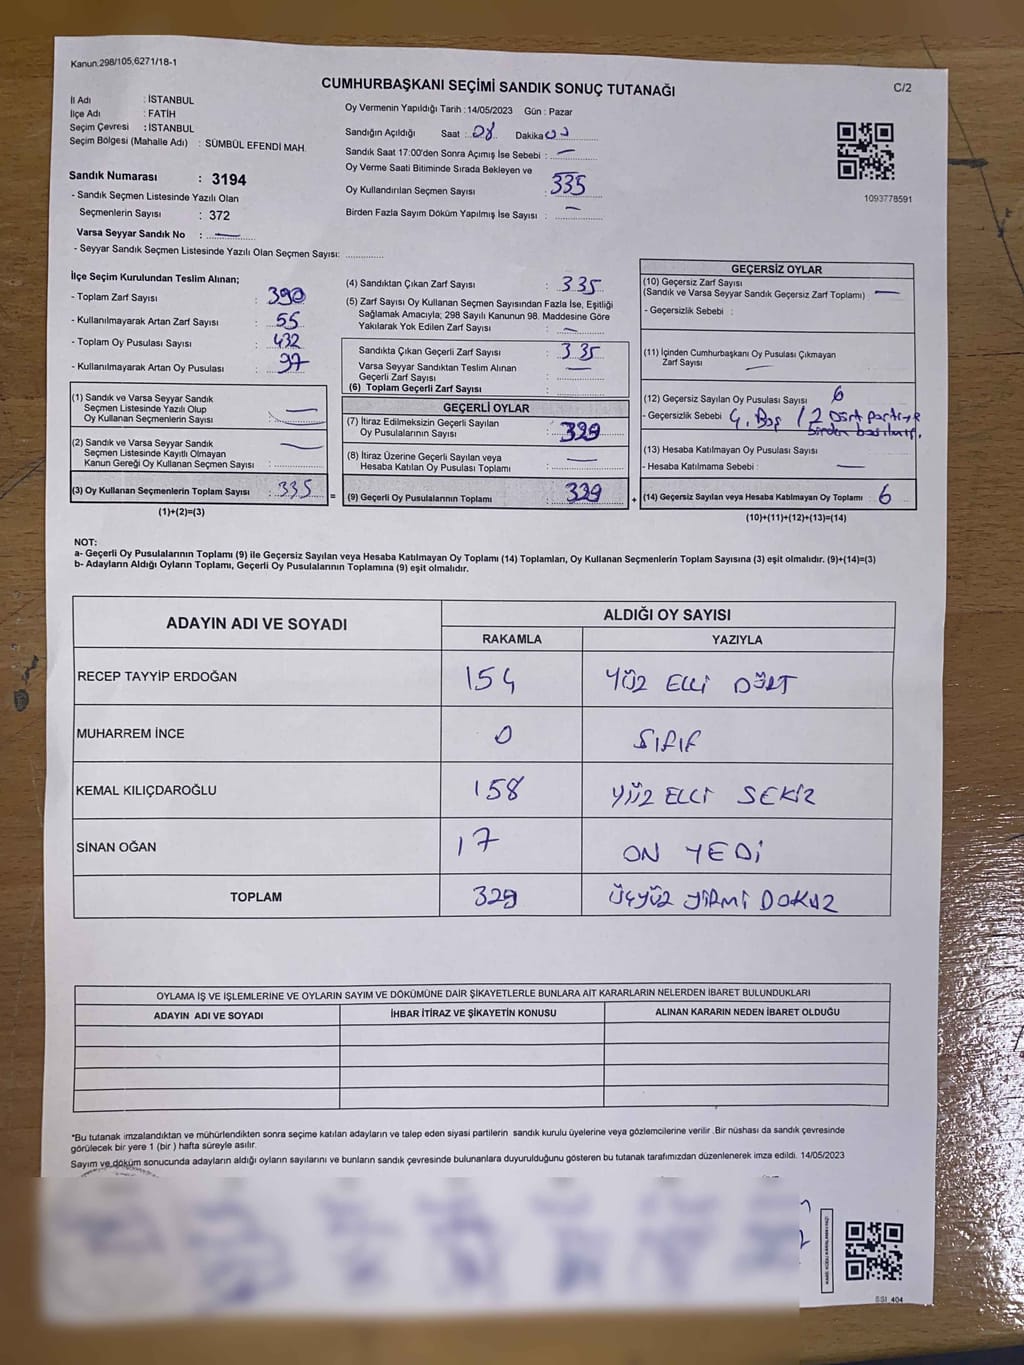 Kanun.298/105,6271/18-1
CUMHURBAŞKANI SEÇİMİ SANDIK SONUÇ TUTANAĞI
C/2
İl Adı : İSTANBUL
İlçe Adı : FATİH
Seçim Çevresi : İSTANBUL
Seçim Bölgesi (Mahalle Adı) : SÜMBÜL EFENDİ MAH.
Sandık Numarası : 3194
- Sandık Seçmen Listesinde Yazılı Olan
Seçmenlerin Sayısı : 372
Varsa Seyyar Sandık No : —
- Seyyar Sandık Seçmen Listesinde Yazılı Olan Seçmen Sayısı: ..............
Oy Vermenin Yapıldığı Tarih : 14/05/2023 Gün : Pazar
Sandığın Açıldığı Saat : 08 Dakika
Sandık Saat 17:00'den Sonra Açımış İse Sebebi : —
Oy Verme Saati Bitiminde Sırada Bekleyen ve
Oy Kullandırılan Seçmen Sayısı : 335
Birden Fazla Sayım Döküm Yapılmış İse Sayısı : —
1093778591
İlçe Seçim Kurulundan Teslim Alınan;
- Toplam Zarf Sayısı : 390
- Kullanılmayarak Artan Zarf Sayısı : 55
- Toplam Oy Pusulası Sayısı : 432
- Kullanılmayarak Artan Oy Pusulası : 97
(1) Sandık ve Varsa Seyyar Sandık
Seçmen Listesinde Yazılı Olup
Oy Kullanan Seçmenlerin Sayısı : —
(2) Sandık ve Varsa Seyyar Sandık
Seçmen Listesinde Kayıtlı Olmayan
Kanun Gereği Oy Kullanan Seçmen Sayısı : —
(3) Oy Kullanan Seçmenlerin Toplam Sayısı : 335 =
(1)+(2)=(3)
(4) Sandıktan Çıkan Zarf Sayısı : 335
(5) Zarf Sayısı Oy Kullanan Seçmen Sayısından Fazla İse, Eşitliği
Sağlamak Amacıyla; 298 Sayılı Kanunun 98. Maddesine Göre
Yakılarak Yok Edilen Zarf Sayısı : —
Sandıkta Çıkan Geçerli Zarf Sayısı : 335
Varsa Seyyar Sandıktan Teslim Alınan
Geçerli Zarf Sayısı : —
(6) Toplam Geçerli Zarf Sayısı :
GEÇERLİ OYLAR
(7) İtiraz Edilmeksizin Geçerli Sayılan
Oy Pusulalarının Sayısı : 329
(8) İtiraz Üzerine Geçerli Sayılan veya
Hesaba Katılan Oy Pusulası Toplamı : —
(9) Geçerli Oy Pusulalarının Toplamı : 329 +
GEÇERSİZ OYLAR
(10) Geçersiz Zarf Sayısı
(Sandık ve Varsa Seyyar Sandık Geçersiz Zarf Toplamı) —
- Geçersizlik Sebebi :
(11) İçinden Cumhurbaşkanı Oy Pusulası Çıkmayan
Zarf Sayısı : —
(12) Geçersiz Sayılan Oy Pusulası Sayısı : 6
- Geçersizlik Sebebi 4. Boş / 2 Dört partiye
birden basılmış.
(13) Hesaba Katılmayan Oy Pusulası Sayısı :
- Hesaba Katılmama Sebebi : —
(14) Geçersiz Sayılan veya Hesaba Katılmayan Oy Toplamı : 6
(10)+(11)+(12)+(13)=(14)
NOT:
a- Geçerli Oy Pusulalarının Toplamı (9) ile Geçersiz Sayılan veya Hesaba Katılmayan Oy Toplamı (14) Toplamları, Oy Kullanan Seçmenlerin Toplam Sayısına (3) eşit olmalıdır. (9)+(14)=(3)
b- Adayların Aldığı Oyların Toplamı, Geçerli Oy Pusulalarının Toplamına (9) eşit olmalıdır.
ADAYIN ADI VE SOYADI
ALDIĞI OY SAYISI
RAKAMLA YAZIYLA
RECEP TAYYİP ERDOĞAN 154 YÜZ ELLİ DÖRT
MUHARREM İNCE 0 SIFIR
KEMAL KILIÇDAROĞLU 158 YÜZ ELLİ SEKİZ
SİNAN OĞAN 17 ON YEDİ
TOPLAM 329 ÜÇYÜZ YİRMİ DOKUZ
OYLAMA İŞ VE İŞLEMLERİNE VE OYLARIN SAYIM VE DÖKÜMÜNE DAİR ŞİKAYETLERLE BUNLARA AİT KARARLARIN NELERDEN İBARET BULUNDUKLARI
ADAYIN ADI VE SOYADI İHBAR İTİRAZ VE ŞİKAYETİN KONUSU ALINAN KARARIN NEDEN İBARET OLDUĞU
*Bu tutanak imzalandıktan ve mühürlendikten sonra seçime katılan adayların ve talep eden siyasi partilerin sandık kurulu üyelerine veya gözlemcilerine verilir .Bir nüshası da sandık çevresinde
görülecek bir yere 1 (bir ) hafta süreyle asılır.
Sayım ve döküm sonucunda adayların aldığı oyların sayılarını ve bunların sandık çevresinde bulunanlara duyurulduğunu gösteren bu tutanak tarafımızdan düzenlenerek imza edildi. 14/05/2023
SSI_404